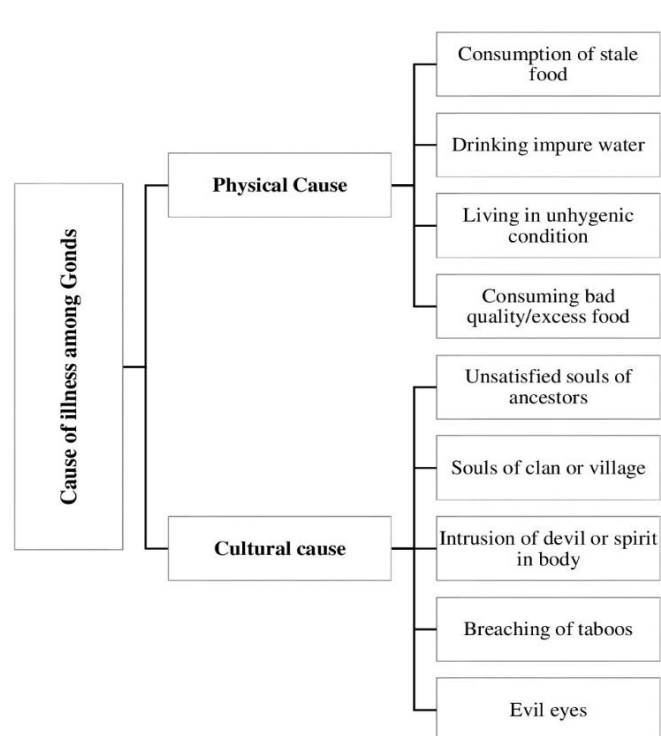 Cause of illness among Gonds
Physical Cause
Consumption of stale
food
Drinking impure water
Living in unhygenic
condition
Consuming bad
quality/excess food
Cultural cause
Unsatisfied souls of
ancestors
Souls of clan or village
Intrusion of devil or spirit
in body
Breaching of taboos
Evil eyes